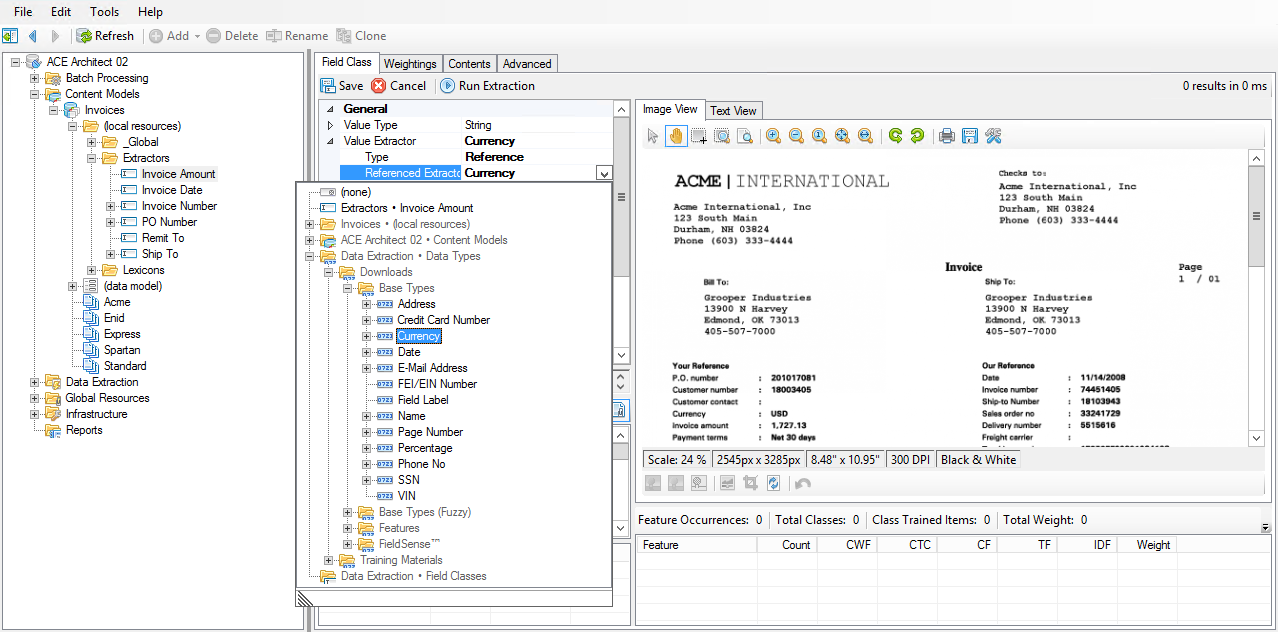 File Edit Tools Help
Refresh Add Delete Rename Clone
ACE Architect 02
Batch Processing
Content Models
Invoices
(local resources)
_Global
Extractors
Invoice Amount
Invoice Date
Invoice Number
PO Number
Remit To
Ship To
Lexicons
(data model)
Acme
Enid
Express
Spartan
Standard
Data Extraction
Global Resources
Infrastructure
Reports
Field Class Weightings Contents Advanced
Save Cancel Run Extraction 0 results in 0 ms
General
Value Type String
Value Extractor Currency
Type Reference
Referenced Extractc Currency
(none)
Extractors • Invoice Amount
Invoices • (local resources)
ACE Architect 02 • Content Models
Data Extraction • Data Types
Downloads
Base Types
Address
Credit Card Number
Currency
Date
E-Mail Address
FEI/EIN Number
Field Label
Name
Page Number
Percentage
Phone No
SSN
VIN
Base Types (Fuzzy)
Features
FieldSense™
Training Materials
Data Extraction • Field Classes
Image View Text View
ACME | INTERNATIONAL
Acme International, Inc
123 South Main
Durham, NH 03824
Phone (603) 333-4444
Checks to:
Acme International, Inc
123 South Main
Durham, NH 03824
Phone (603) 333-4444
Invoice
Page
1 / 01
Bill To:
Grooper Industries
13900 N Harvey
Edmond, OK 73013
405-507-7000
Ship To:
Grooper Industries
13900 N Harvey
Edmond, OK 73013
405-507-7000
Your Reference
P.O. number : 201017081
Customer number : 18003405
Customer contact :
Currency : USD
Invoice amount : 1,727.13
Payment terms : Net 30 days
Our Reference
Date : 11/14/2008
Invoice number : 74451405
Ship-to Number : 18103943
Sales order no : 33241729
Delivery number : 5515616
Freight carrier :
Scale: 24 % 2545px x 3285px 8.48" x 10.95" 300 DPI Black & White
Feature Occurrences: 0 Total Classes: 0 Class Trained Items: 0 Total Weight: 0
Feature Count CWF CTC CF TF IDF Weight